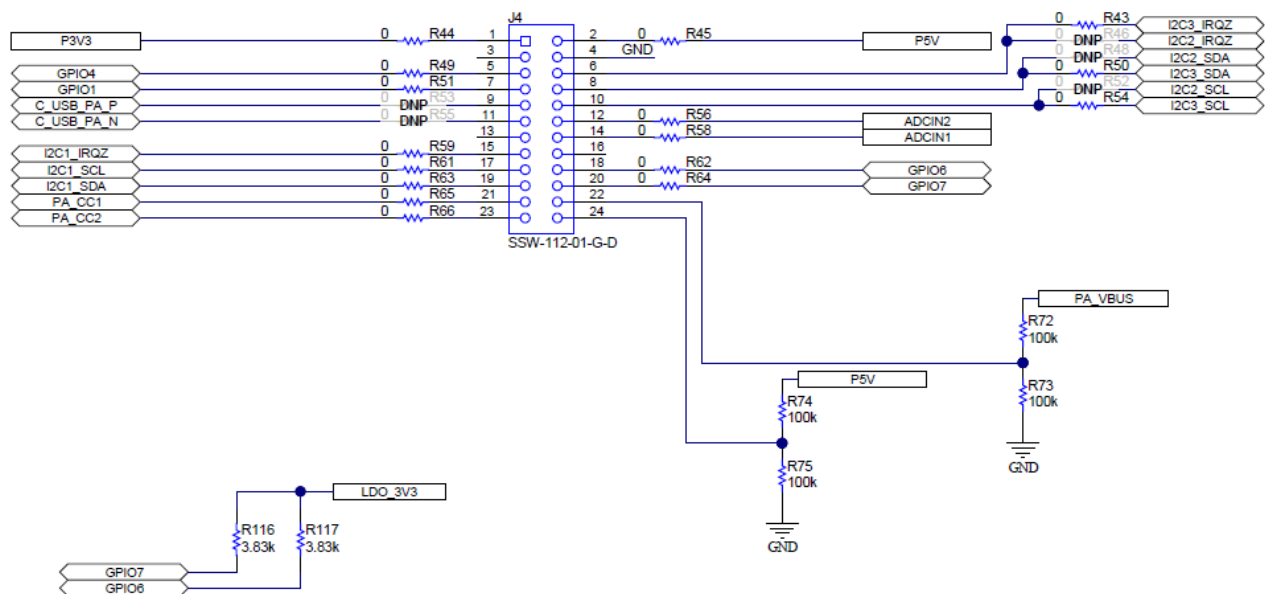 J4
P3V3 0 R44 1 2 0 R45 P5V 0 R43 I2C3_IRQZ
3 4 GND 0 DNP R46 I2C2_IRQZ
GPIO4 0 R49 5 6 0 DNP R48 I2C2_SDA
GPIO1 0 R51 7 8 0 R50 I2C3_SDA
C_USB_PA_P 0 DNP R53 9 10 0 DNP R52 I2C2_SCL
C_USB_PA_N 0 DNP R55 11 12 0 R56 ADCIN2 0 R54 I2C3_SCL
13 14 0 R58 ADCIN1
I2C1_IRQZ 0 R59 15 16
I2C1_SCL 0 R61 17 18 0 R62 GPIO6
I2C1_SDA 0 R63 19 20 0 R64 GPIO7
PA_CC1 0 R65 21 22
PA_CC2 0 R66 23 24
SSW-112-01-G-D
PA_VBUS
R72
100k
P5V
R73
100k
R74
100k
GND
R75
100k
GND
LDO_3V3
R116 R117
3.83k 3.83k
GPIO7
GPIO6